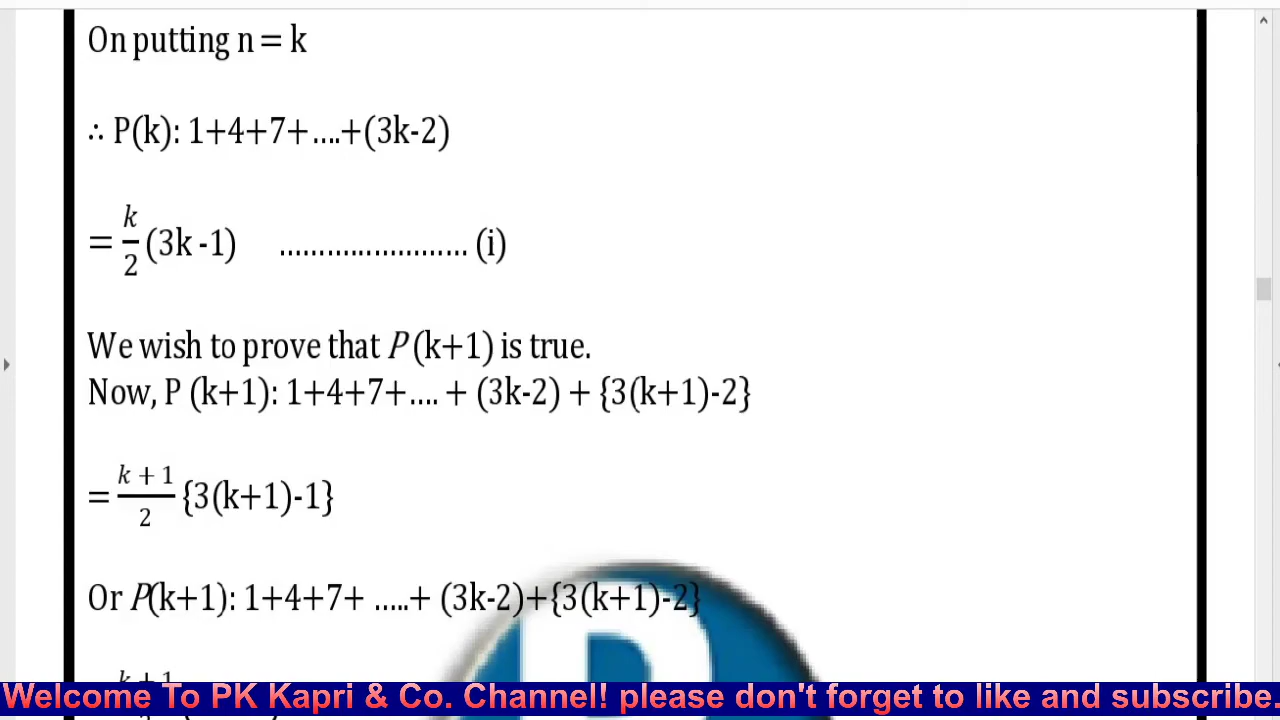 On putting n = k
∴ P(k): 1+4+7+ ....+(3k-2)
= k/2 (3k -1) ........................ (i)
We wish to prove that P (k+1) is true.
Now, P (k+1): 1+4+7+.... + (3k-2) + {3(k+1)-2}
= k + 1/2 {3(k+1)-1}
Or P(k+1): 1+4+7+ .....+ (3k-2)+{3(k+1)-2}
k + 1
Welcome To PK Kapri & Co. Channel! please don't forget to like and subscribe.